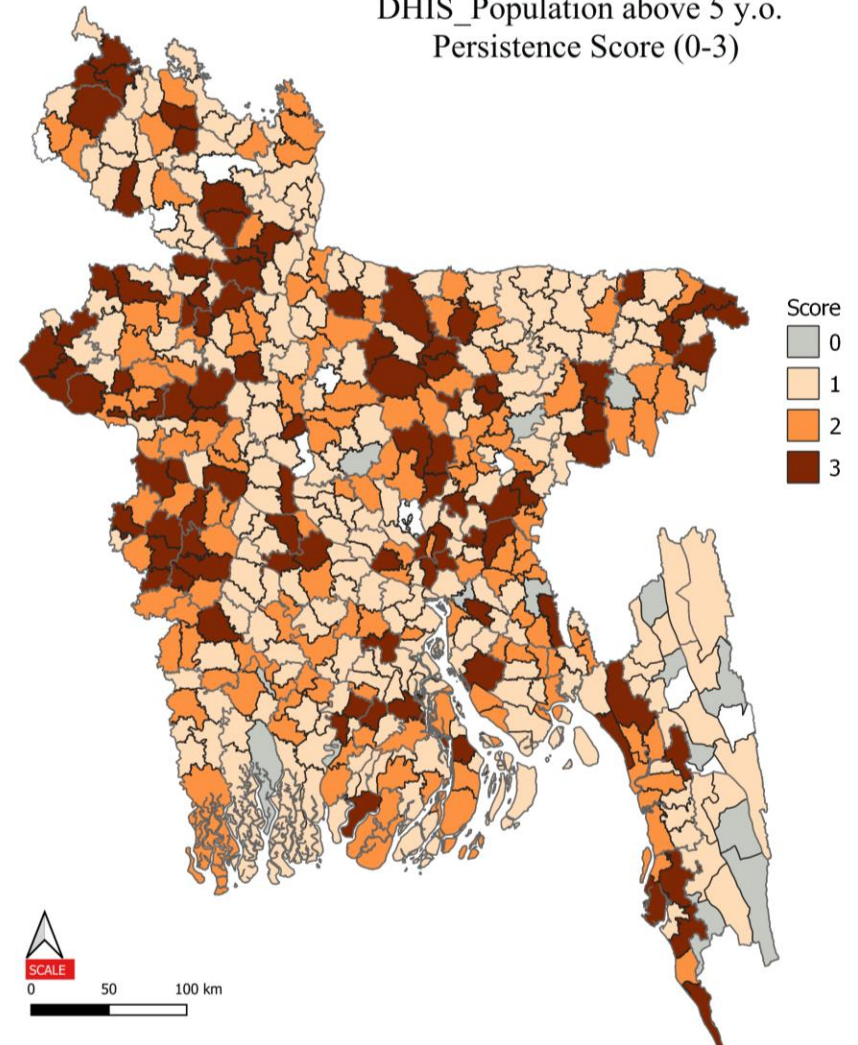 DHIS_Population above 5 y.o.
Persistence Score (0-3)
Score
0
1
2
3
SCALE
0 50 100 km